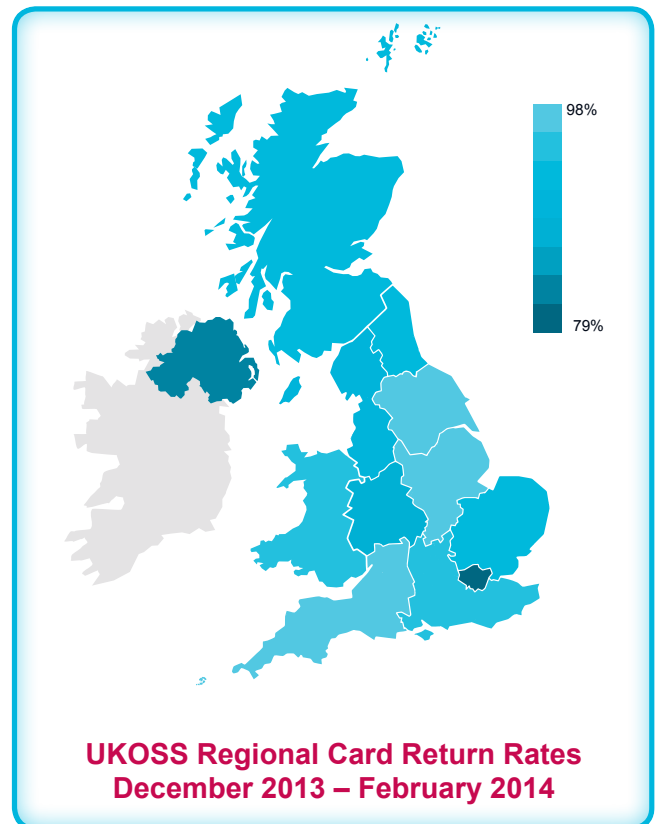 98%
79%
UKOSS Regional Card Return Rates
December 2013 – February 2014